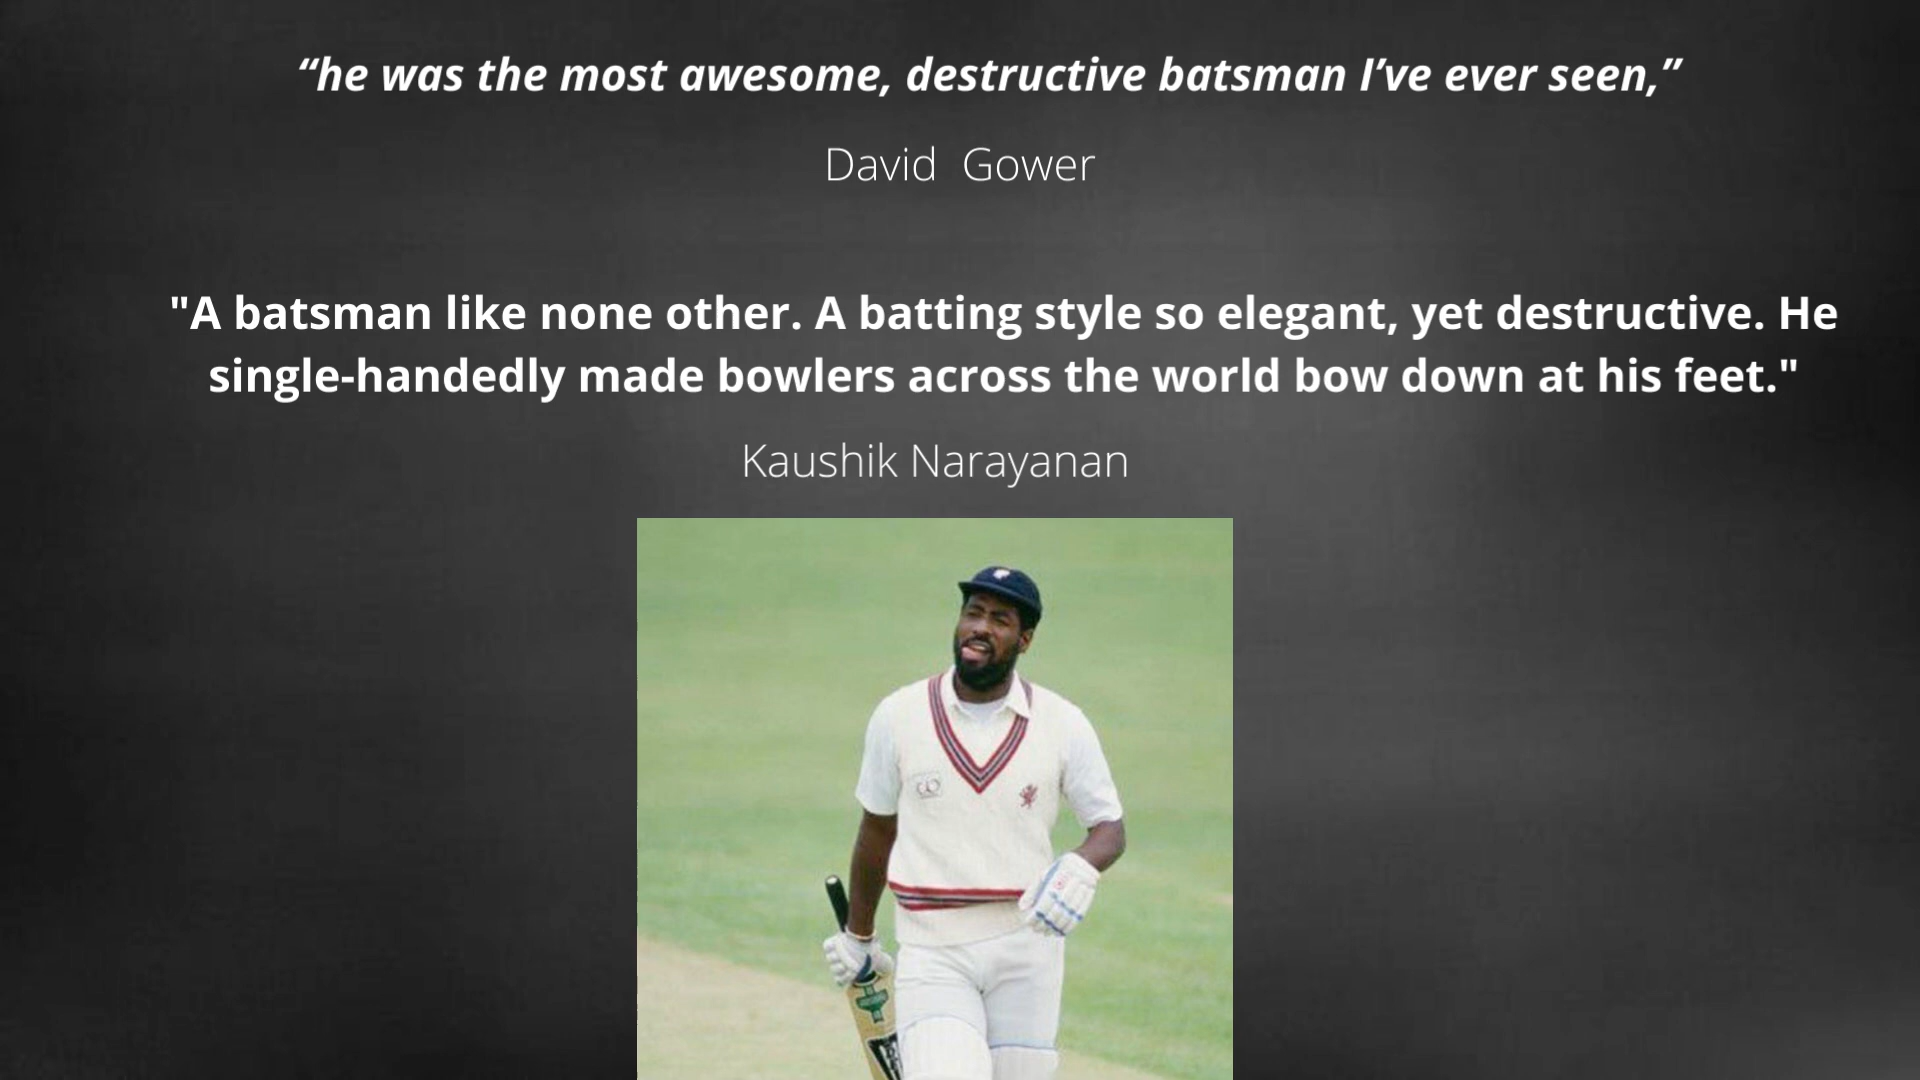 “he was the most awesome, destructive batsman I’ve ever seen,”
David Gower
"A batsman like none other. A batting style so elegant, yet destructive. He
single-handedly made bowlers across the world bow down at his feet."
Kaushik Narayanan